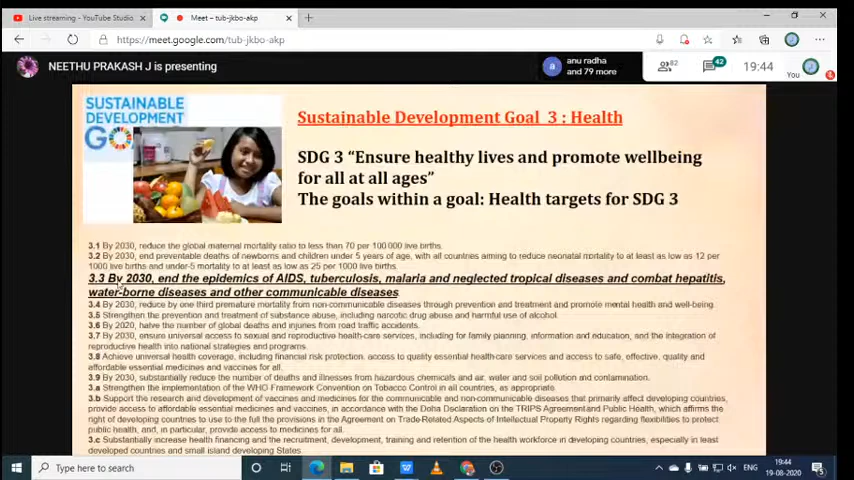 Live streaming - YouTube Studio
Meet – tub-jkbo-akp
https://meet.google.com/tub-jkbo-akp
NEETHU PRAKASH J is presenting
a
anu radha
and 79 more
82
42
19:44
You
SUSTAINABLE
DEVELOPMENT
GO
Sustainable Development Goal 3 : Health
SDG 3 “Ensure healthy lives and promote wellbeing
for all at all ages”
The goals within a goal: Health targets for SDG 3
3.1 By 2030, reduce the global maternal mortality ratio to less than 70 per 100 000 live births.
3.2 By 2030, end preventable deaths of newborns and children under 5 years of age, with all countries aiming to reduce neonatal mortality to at least as low as 12 per
1000 live births and under-5 mortality to at least as low as 25 per 1000 live births.
3.3 By 2030, end the epidemics of AIDS, tuberculosis, malaria and neglected tropical diseases and combat hepatitis,
water-borne diseases and other communicable diseases
3.4 By 2030, reduce by one third premature mortality from non-communicable diseases through prevention and treatment and promote mental health and well-being.
3.5 Strengthen the prevention and treatment of substance abuse, including narcotic drug abuse and harmful use of alcohol.
3.6 By 2020, halve the number of global deaths and injuries from road traffic accidents.
3.7 By 2030, ensure universal access to sexual and reproductive health-care services, including for family planning, information and education, and the integration of
reproductive health into national strategies and programs.
3.8 Achieve universal health coverage, including financial risk protection, access to quality essential health-care services and access to safe, effective, quality and
affordable essential medicines and vaccines for all.
3.9 By 2030, substantially reduce the number of deaths and illnesses from hazardous chemicals and air, water and soil pollution and contamination.
3.a Strengthen the implementation of the WHO Framework Convention on Tobacco Control in all countries, as appropriate.
3.b Support the research and development of vaccines and medicines for the communicable and non-communicable diseases that primarily affect developing countries,
provide access to affordable essential medicines and vaccines, in accordance with the Doha Declaration on the TRIPS Agreement and Public Health, which affirms the
right of developing countries to use to the full the provisions in the Agreement on Trade-Related Aspects of Intellectual Property Rights regarding flexibilities to protect
public health, and, in particular, provide access to medicines for all.
3.c Substantially increase health financing and the recruitment, development, training and retention of the health workforce in developing countries, especially in least
developed countries and small island developing States.
Type here to search
19:44
19-08-2020
5